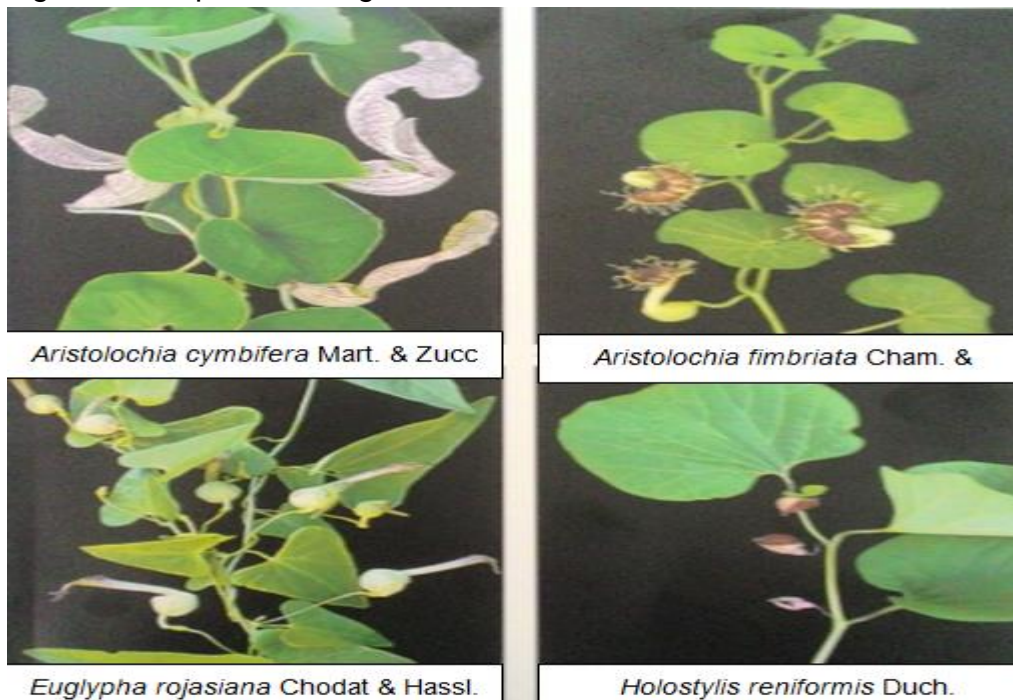 Aristolochia cymbifera Mart. & Zucc
Aristolochia fimbriata Cham. &
Euglypha rojasiana Chodat & Hassl.
Holostylis reniformis Duch